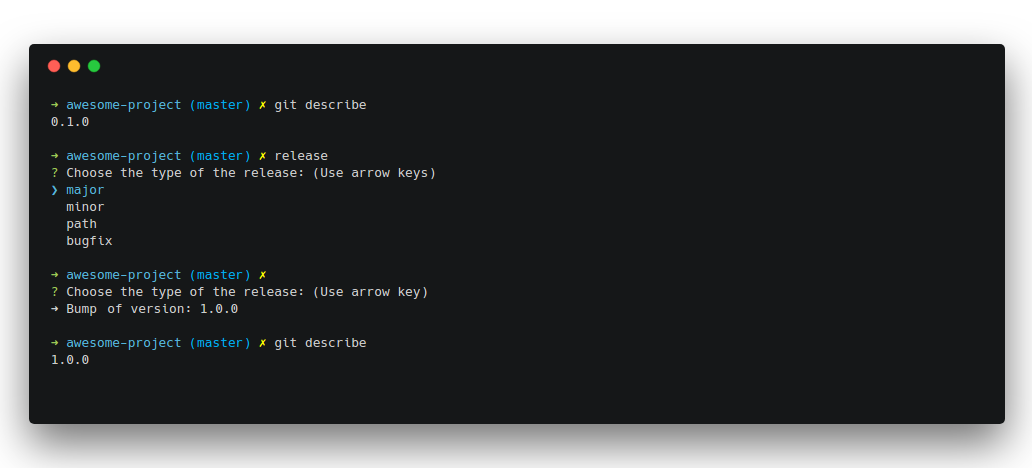 ➜ awesome-project (master) ✗ git describe
0.1.0
➜ awesome-project (master) ✗ release
? Choose the type of the release: (Use arrow keys)
❯ major
minor
path
bugfix
➜ awesome-project (master) ✗
? Choose the type of the release: (Use arrow key)
➜ Bump of version: 1.0.0
➜ awesome-project (master) ✗ git describe
1.0.0